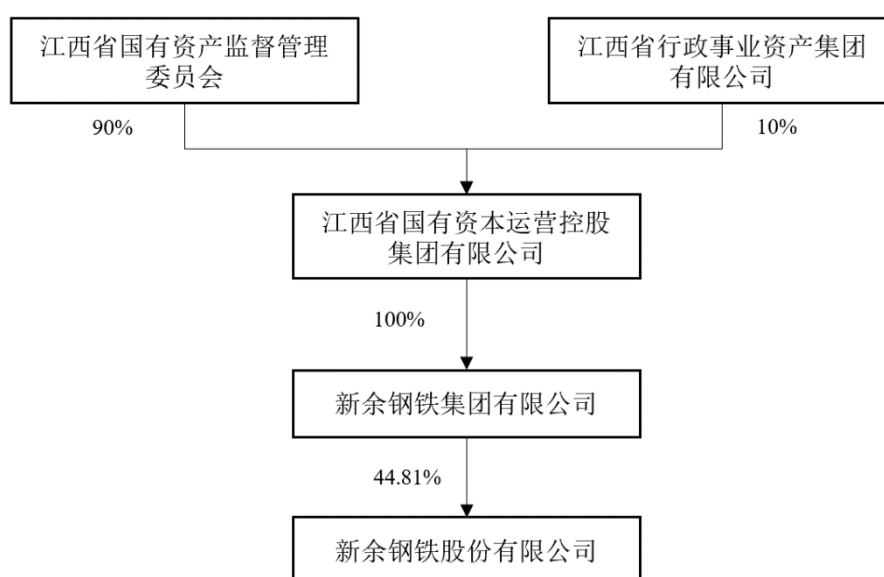 江西省国有资产监督管理
委员会
江西省行政事业资产集团
有限公司
90%
10%
江西省国有资本运营控股
集团有限公司
100%
新余钢铁集团有限公司
44.81%
新余钢铁股份有限公司